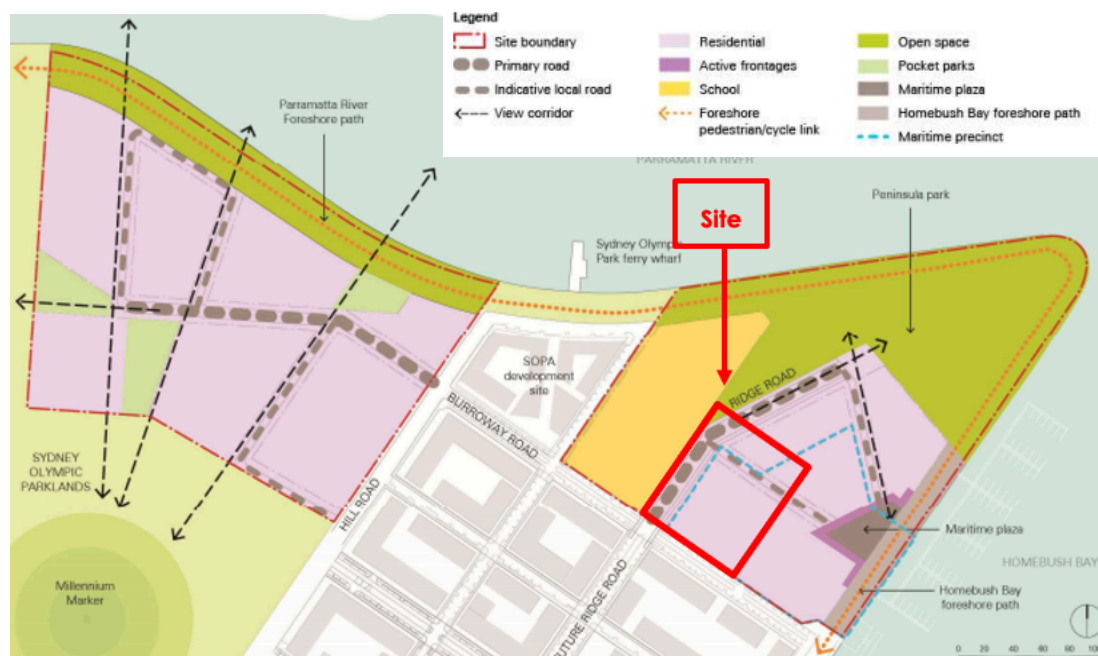 Legend
Site boundary
Primary road
Indicative local road
View corridor
Residential
Active frontages
School
Foreshore
pedestrian/cycle link
Open space
Pocket parks
Maritime plaza
Homebush Bay foreshore path
Maritime precinct
Parramatta River
Foreshore path
PARRAMATTA RIVER
Site
Peninsula park
Sydney Olympic
Park ferry wharf
SOPA
development
site
RIDGE ROAD
BURROWAY ROAD
SYDNEY
OLYMPIC
PARKLANDS
HILL ROAD
Maritime plaza
HOMEBUSH BAY
Millennium
Marker
FUTURE RIDGE ROAD
Homebush Bay
foreshore path
0 20 40 60 80 100